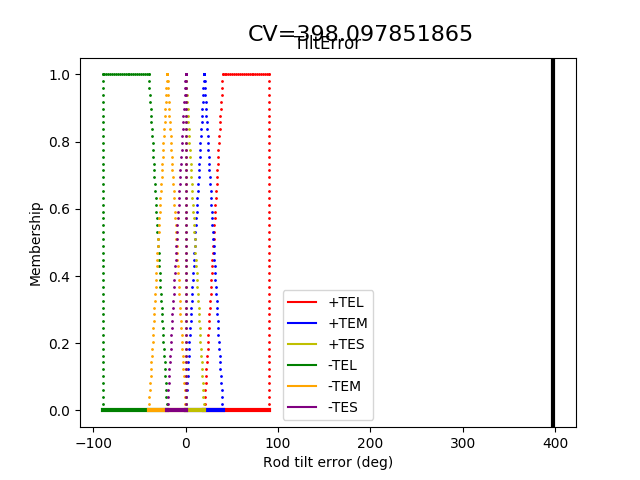 CV=398.097851865
TiltError
1.0
0.8
0.6
0.4
0.2
0.0
Membership
+TEL
+TEM
+TES
-TEL
-TEM
-TES
−100 0 100 200 300 400
Rod tilt error (deg)